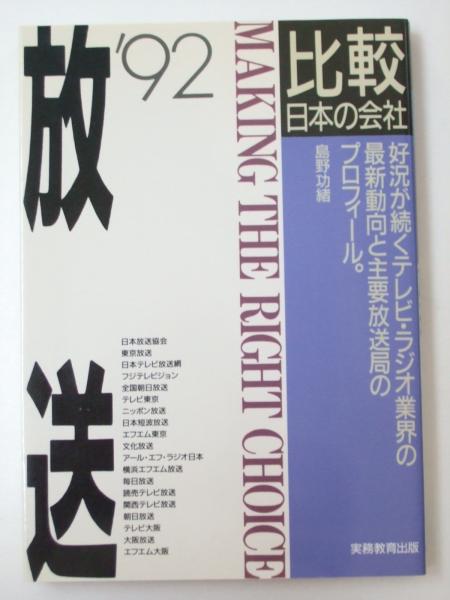 比較
日本の会社
好況が続くテレビ・ラジオ業界の
最新動向と主要放送局の
プロフィール。
島野功緒
MAKING THE RIGHT CHOICE
'92
放送
日本放送協会
東京放送
日本テレビ放送網
フジテレビジョン
全国朝日放送
テレビ東京
ニッポン放送
日本短波放送
エフエム東京
文化放送
アール・エフ・ラジオ日本
横浜エフエム放送
毎日放送
読売テレビ放送
関西テレビ放送
朝日放送
テレビ大阪
大阪放送
エフエム大阪
実務教育出版